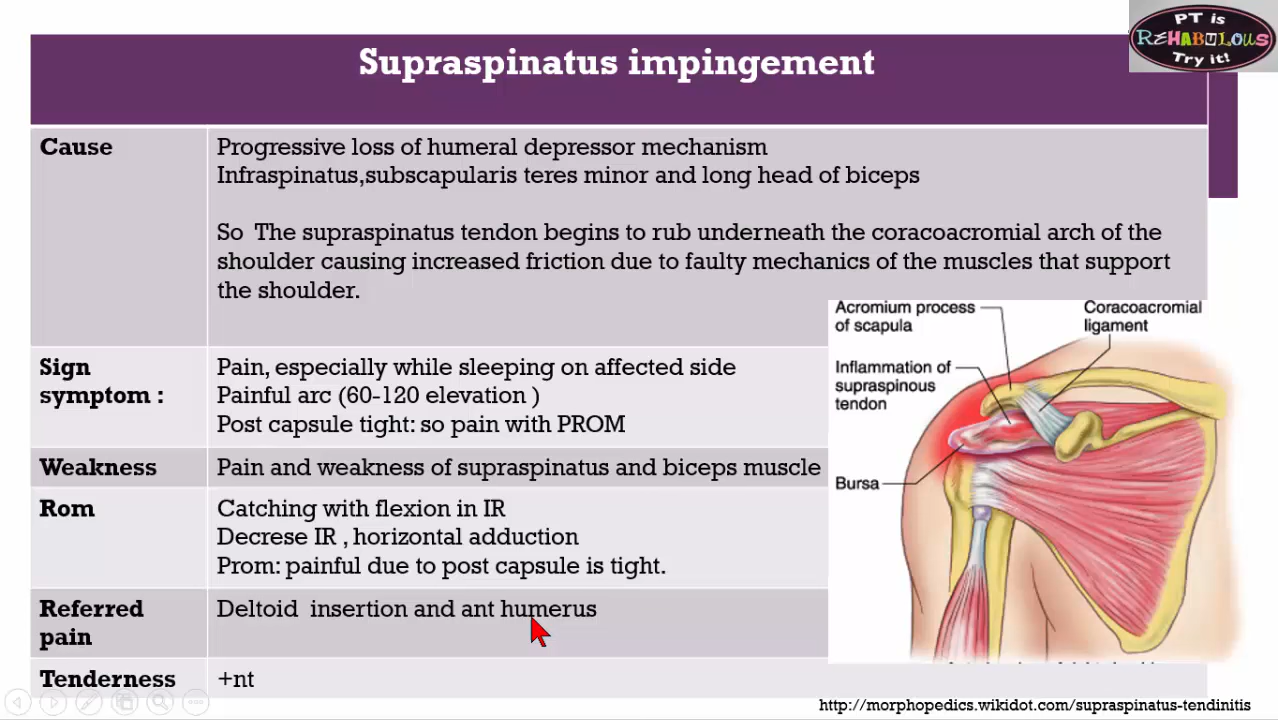 PT is
REHABULOUS
Try it!
Supraspinatus impingement
Cause
Progressive loss of humeral depressor mechanism
Infraspinatus,subscapularis teres minor and long head of biceps
So The supraspinatus tendon begins to rub underneath the coracoacromial arch of the
shoulder causing increased friction due to faulty mechanics of the muscles that support
the shoulder.
Sign
symptom :
Pain, especially while sleeping on affected side
Painful arc (60-120 elevation )
Post capsule tight: so pain with PROM
Weakness
Pain and weakness of supraspinatus and biceps muscle
Rom
Catching with flexion in IR
Decrese IR , horizontal adduction
Prom: painful due to post capsule is tight.
Referred
pain
Deltoid insertion and ant humerus
Tenderness
+nt
Acromium process
of scapula
Coracoacromial
ligament
Inflammation of
supraspinous
tendon
Bursa
http://morphopedics.wikidot.com/supraspinatus-tendinitis